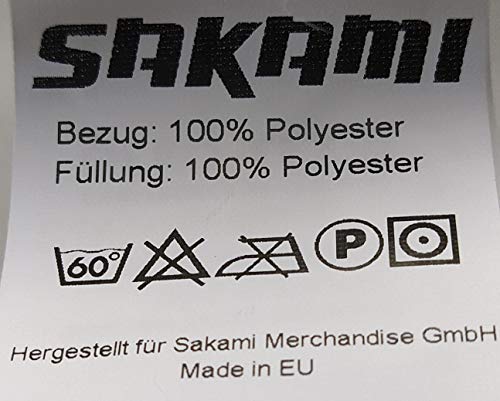 SAKAMI
Bezug: 100% Polyester
Füllung: 100% Polyester
60° P
Hergestellt für Sakami Merchandise GmbH
Made in EU